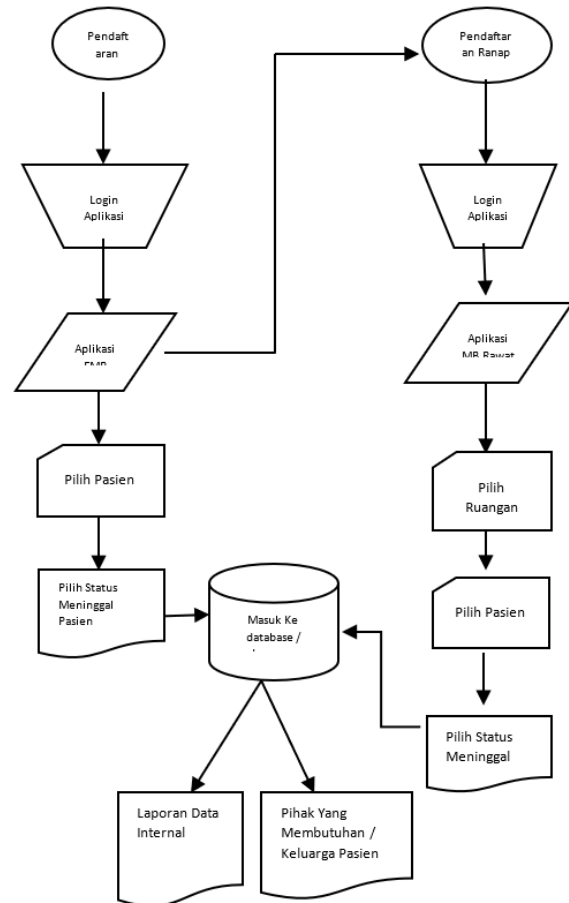 Pendaft
aran
Login
Aplikasi
Aplikasi
Pilih Pasien
Pilih Status
Meninggal
Pasien
Masuk Ke
database /
Laporan Data
Internal
Pihak Yang
Membutuhan /
Keluarga Pasien
Pendaftar
an Ranap
Login
Aplikasi
Aplikasi
Rawat
Pilih
Ruangan
Pilih Pasien
Pilih Status
Meninggal